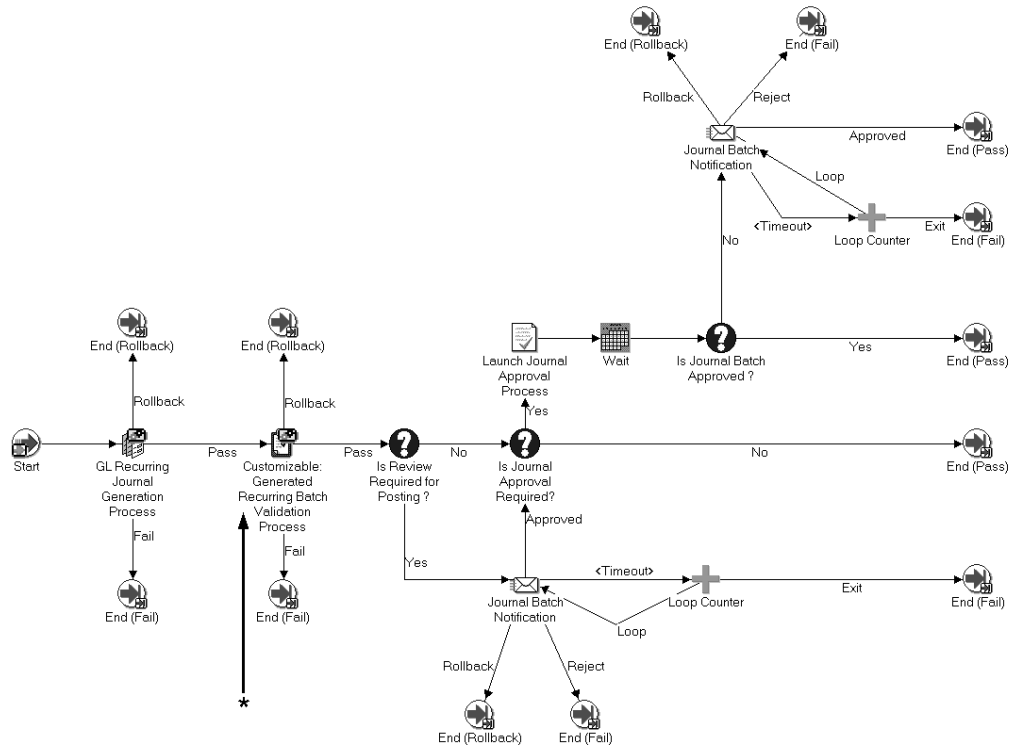 End (Rollback)
End (Fail)
Rollback
Reject
Journal Batch
Notification
Approved
End (Pass)
Loop
<Timeout>
Loop Counter
Exit
End (Fail)
No
End (Rollback)
End (Rollback)
Launch Journal
Approval
Process
Wait
Is Journal Batch
Approved ?
Yes
End (Pass)
Rollback
Rollback
Yes
Start
GL Recurring
Journal
Generation
Process
Pass
Customizable:
Generated
Recurring Batch
Validation
Process
Pass
Is Review
Required for
Posting ?
No
Is Journal
Approval
Required?
No
End (Pass)
Fail
Fail
Yes
Approved
End (Fail)
End (Fail)
Journal Batch
Notification
<Timeout>
Loop Counter
Exit
End (Fail)
Loop
Rollback
Reject
*
End (Rollback)
End (Fail)